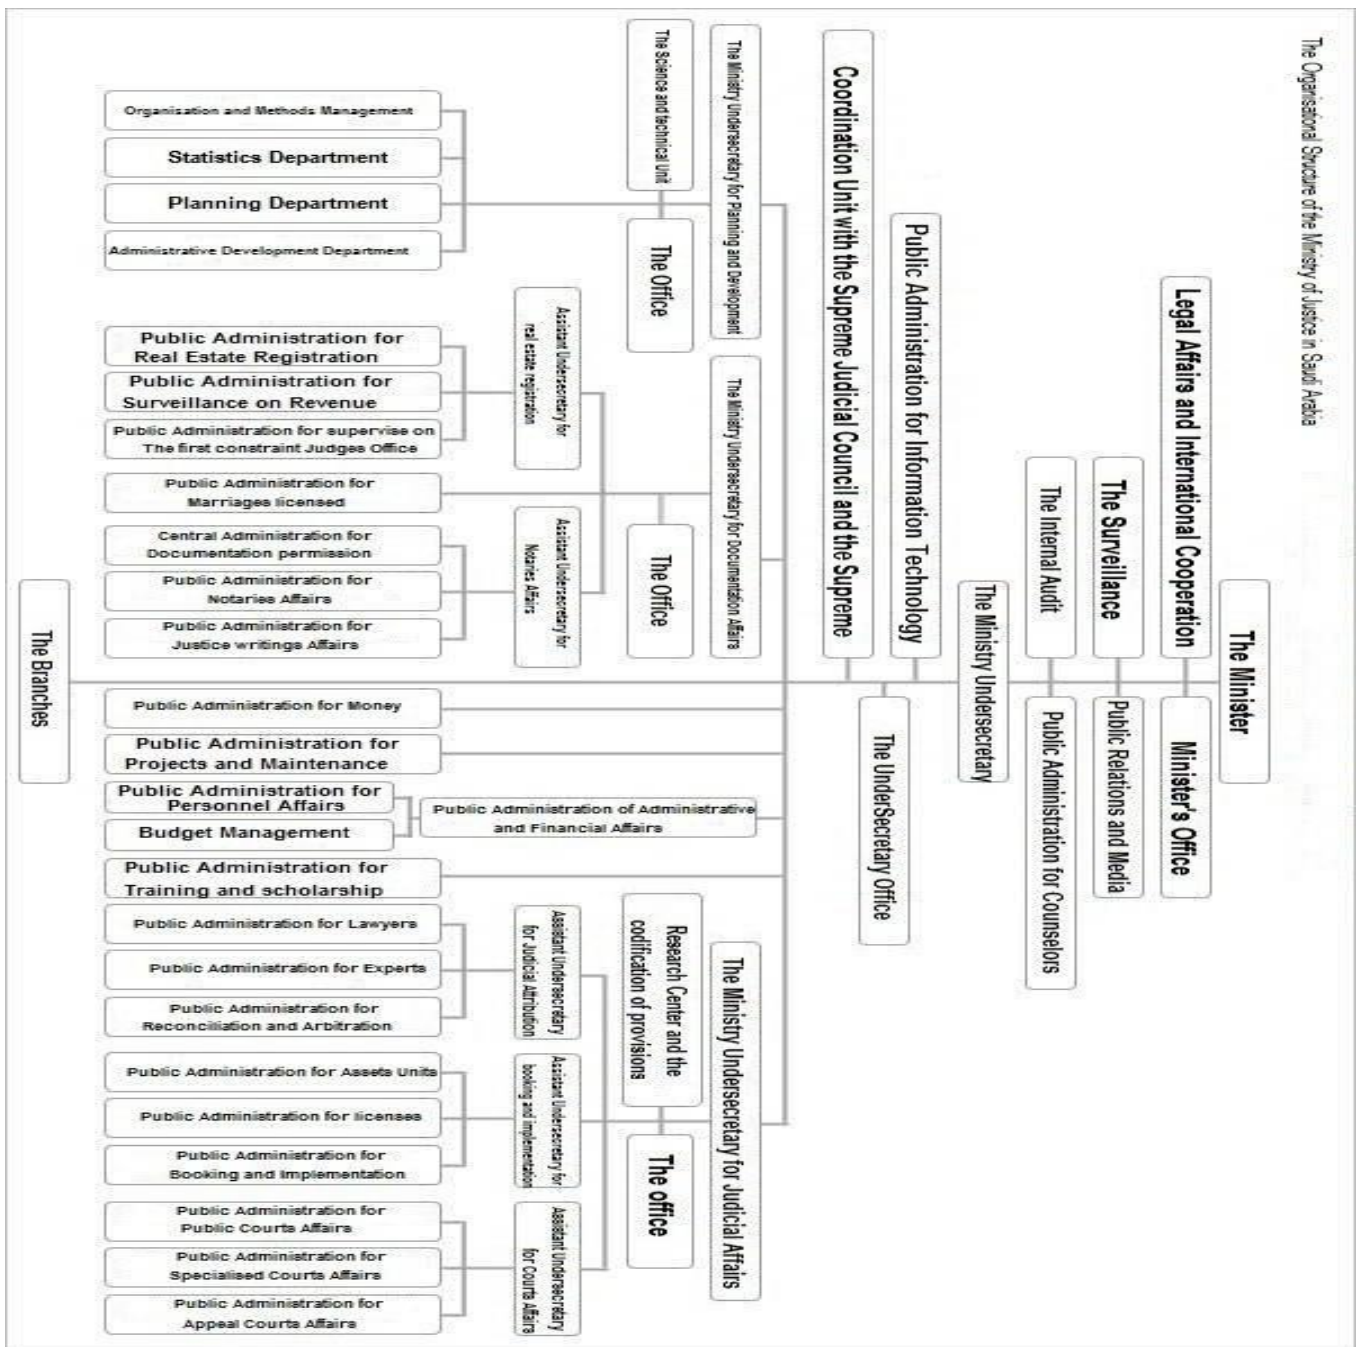 The Organisational Structure of the Ministry of Justice in Saudi Arabia
The Minister
Legal Affairs and International Cooperation
Minister's Office
The Surveillance
Public Relations and Media
The Internal Audit
Public Administration for Counselors
The Ministry Undersecretary
Public Administration for Information Technology
The UnderSecretary Office
Coordination Unit with the Supreme Judicial Council and the Supreme
The Ministry Undersecretary for Planning and Development
The Science and technical Unit
The Office
Organisation and Methods Management
Statistics Department
Planning Department
Administrative Development Department
The Ministry Undersecretary for Documentation Affairs
The Office
Assistant Undersecretary for
real estate registration
Public Administration for
Real Estate Registration
Public Administration for
Surveillance on Revenue
Public Administration for supervise on
The first constraint Judges Office
Public Administration for
Marriages licensed
Assistant Undersecretary for
Notaries Affairs
Central Administration for
Documentation permission
Public Administration for
Notaries Affairs
Public Administration for
Justice writings Affairs
The Branches
Public Administration for Money
Public Administration for
Projects and Maintenance
Public Administration of Administrative
and Financial Affairs
Public Administration for
Personnel Affairs
Budget Management
Public Administration for
Training and scholarship
The Ministry Undersecretary for Judicial Affairs
Research Center and the
codification of provisions
The office
Assistant Undersecretary
for Judicial Attribution
Public Administration for Lawyers
Public Administration for Experts
Public Administration for
Reconciliation and Arbitration
Assistant Undersecretary for
booking and implementation
Public Administration for Assets Units
Public Administration for licenses
Public Administration for
Booking and Implementation
Assistant Undersecretary
for Courts Affairs
Public Administration for
Public Courts Affairs
Public Administration for
Specialised Courts Affairs
Public Administration for
Appeal Courts Affairs